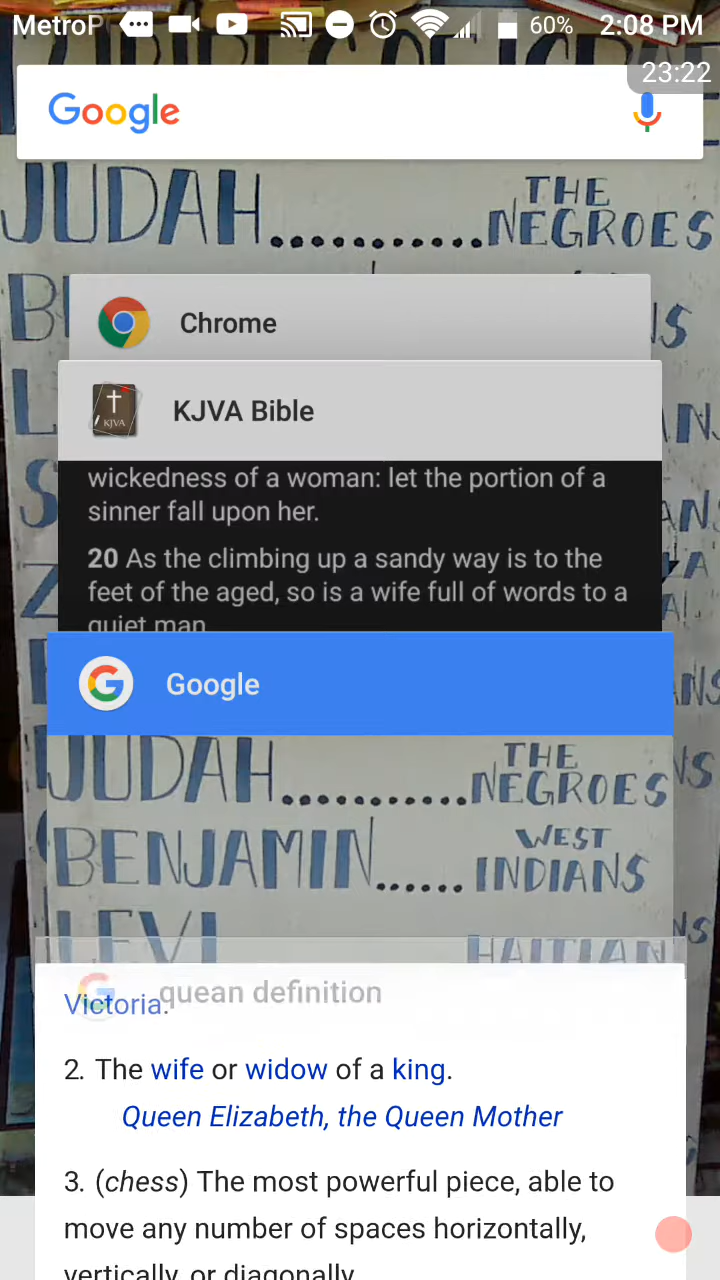 MetroP
60%
2:08 PM
23:22
Google
JUDAH...........THE NEGROES
Chrome
KJVA Bible
KJVA
wickedness of a woman: let the portion of a
sinner fall upon her.
20 As the climbing up a sandy way is to the
feet of the aged, so is a wife full of words to a
quiet man
Google
JUDAH...........THE NEGROES
BENJAMIN......WEST INDIANS
LEVI
HAITIAN
quean definition
Victoria.
2. The wife or widow of a king.
Queen Elizabeth, the Queen Mother
3. (chess) The most powerful piece, able to
move any number of spaces horizontally,
vertically, or diagonally